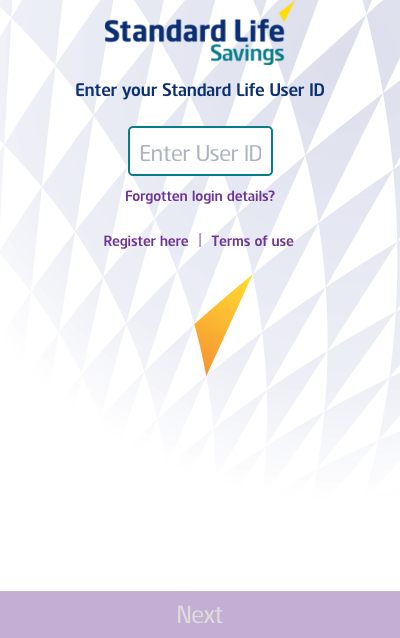 Standard Life
Savings
Enter your Standard Life User ID
Enter User ID
Forgotten login details?
Register here | Terms of use
Next